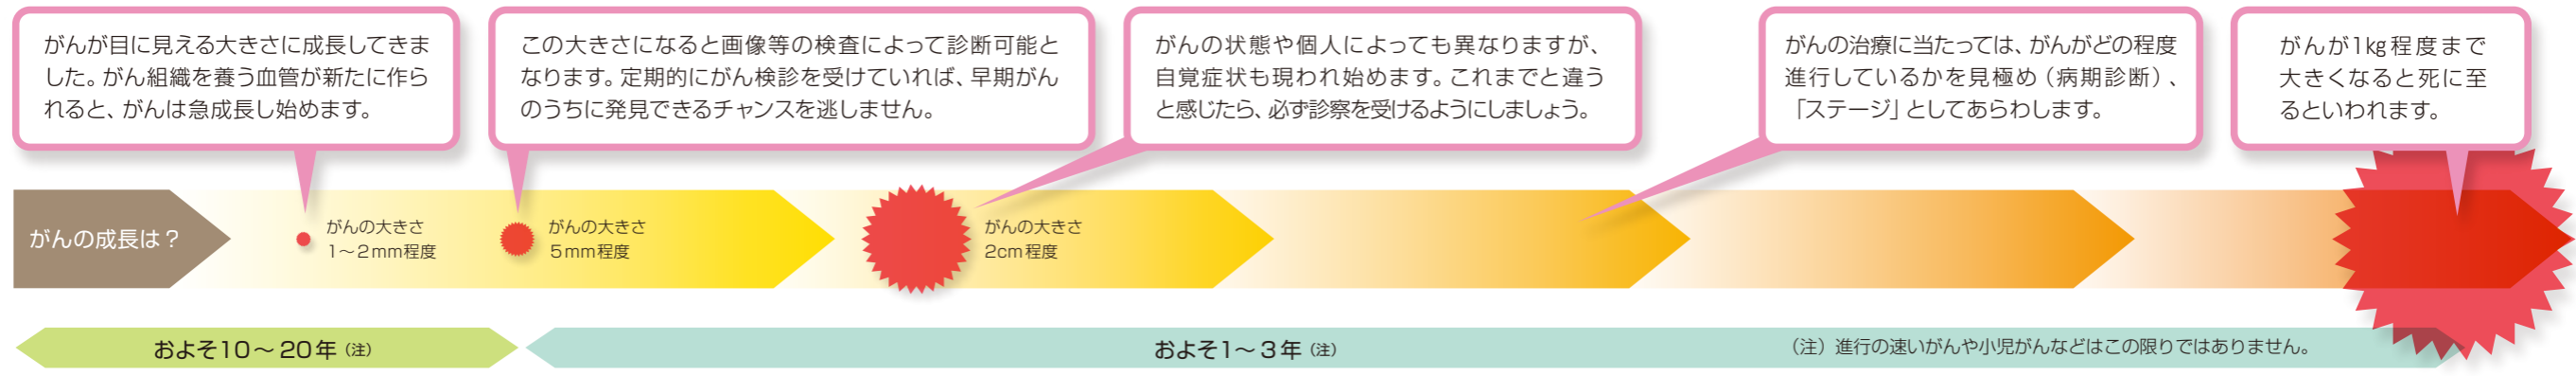 がんが目に見える大きさに成長してきま
した。がん組織を養う血管が新たに作ら
れると、がんは急成長し始めます。
この大きさになると画像等の検査によって診断可能と
なります。定期的にがん検診を受けていれば、早期がん
のうちに発見できるチャンスを逃しません。
がんの状態や個人によっても異なりますが、
自覚症状も現われ始めます。これまでと違う
と感じたら、必ず診察を受けるようにしましょう。
がんの治療に当たっては、がんがどの程度
進行しているかを見極め（病期診断）、
「ステージ」としてあらわします。
がんが1kg程度まで
大きくなると死に至
るといわれます。
がんの成長は？
がんの大きさ
1～2mm程度
がんの大きさ
5mm程度
がんの大きさ
2cm程度
およそ10～20年（注）
およそ1～3年（注）
（注）進行の速いがんや小児がんなどはこの限りではありません。